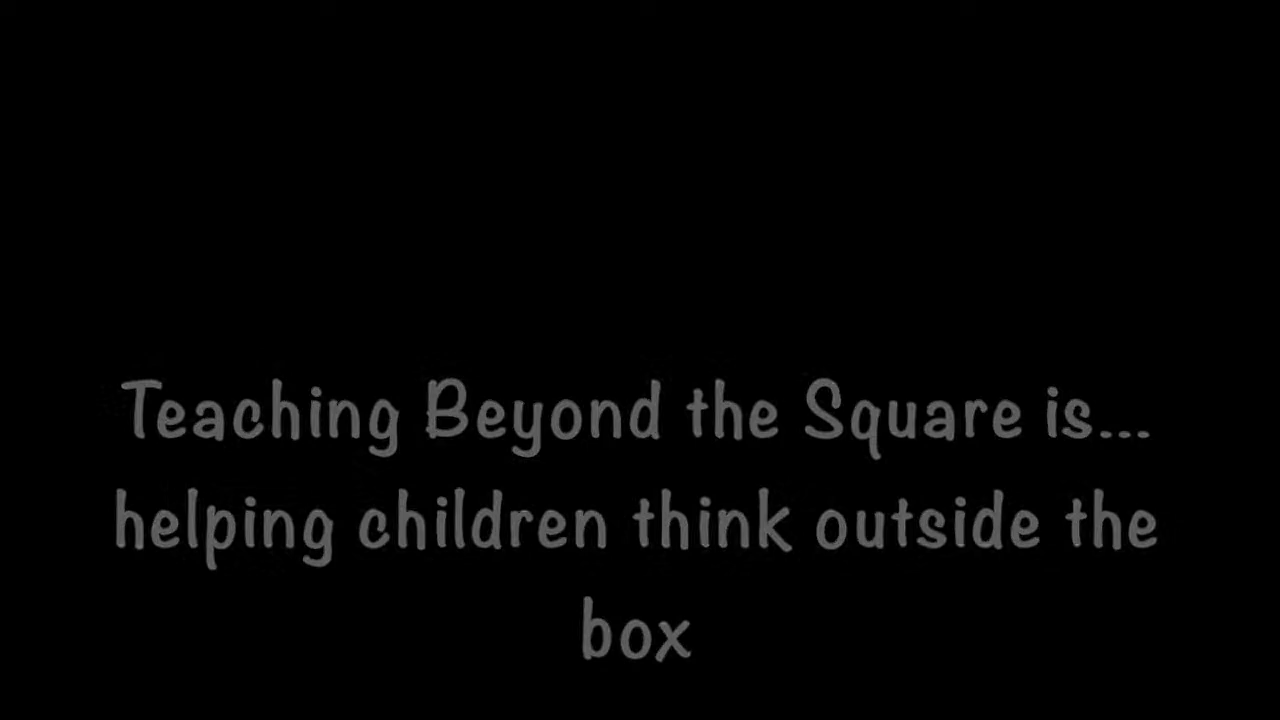 Teaching Beyond the Square is...
helping children think outside the
box